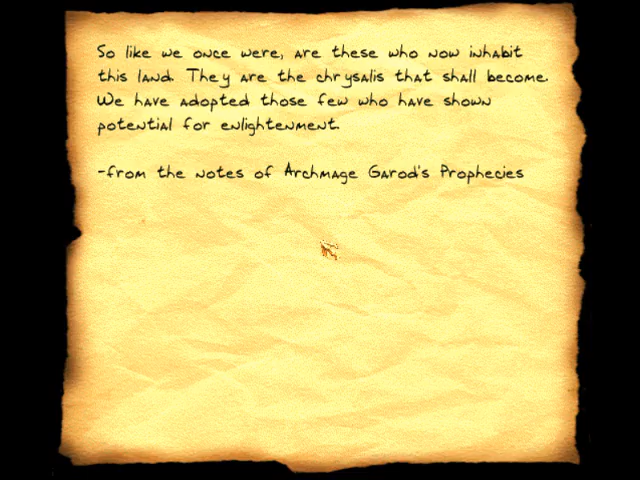 So like we once were, are these who now inhabit
this land. They are the chrysalis that shall become.
We have adopted those few who have shown
potential for enlightenment.
-from the notes of Archmage Garod's Prophecies